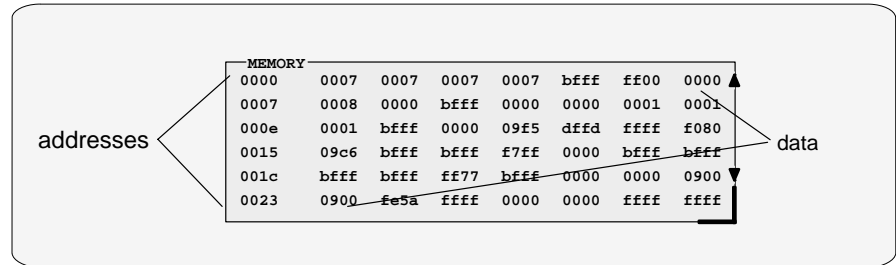 MEMORY
0000 0007 0007 0007 0007 bfff ff00 0000
0007 0008 0000 bfff 0000 0000 0001 0001
000e 0001 bfff 0000 09f5 dffd ffff f080
0015 09c6 bfff bfff f7ff 0000 bfff bfff
001c bfff bfff ff77 bfff 0000 0000 0900
0023 0900 fe5a ffff 0000 0000 ffff ffff
addresses
data